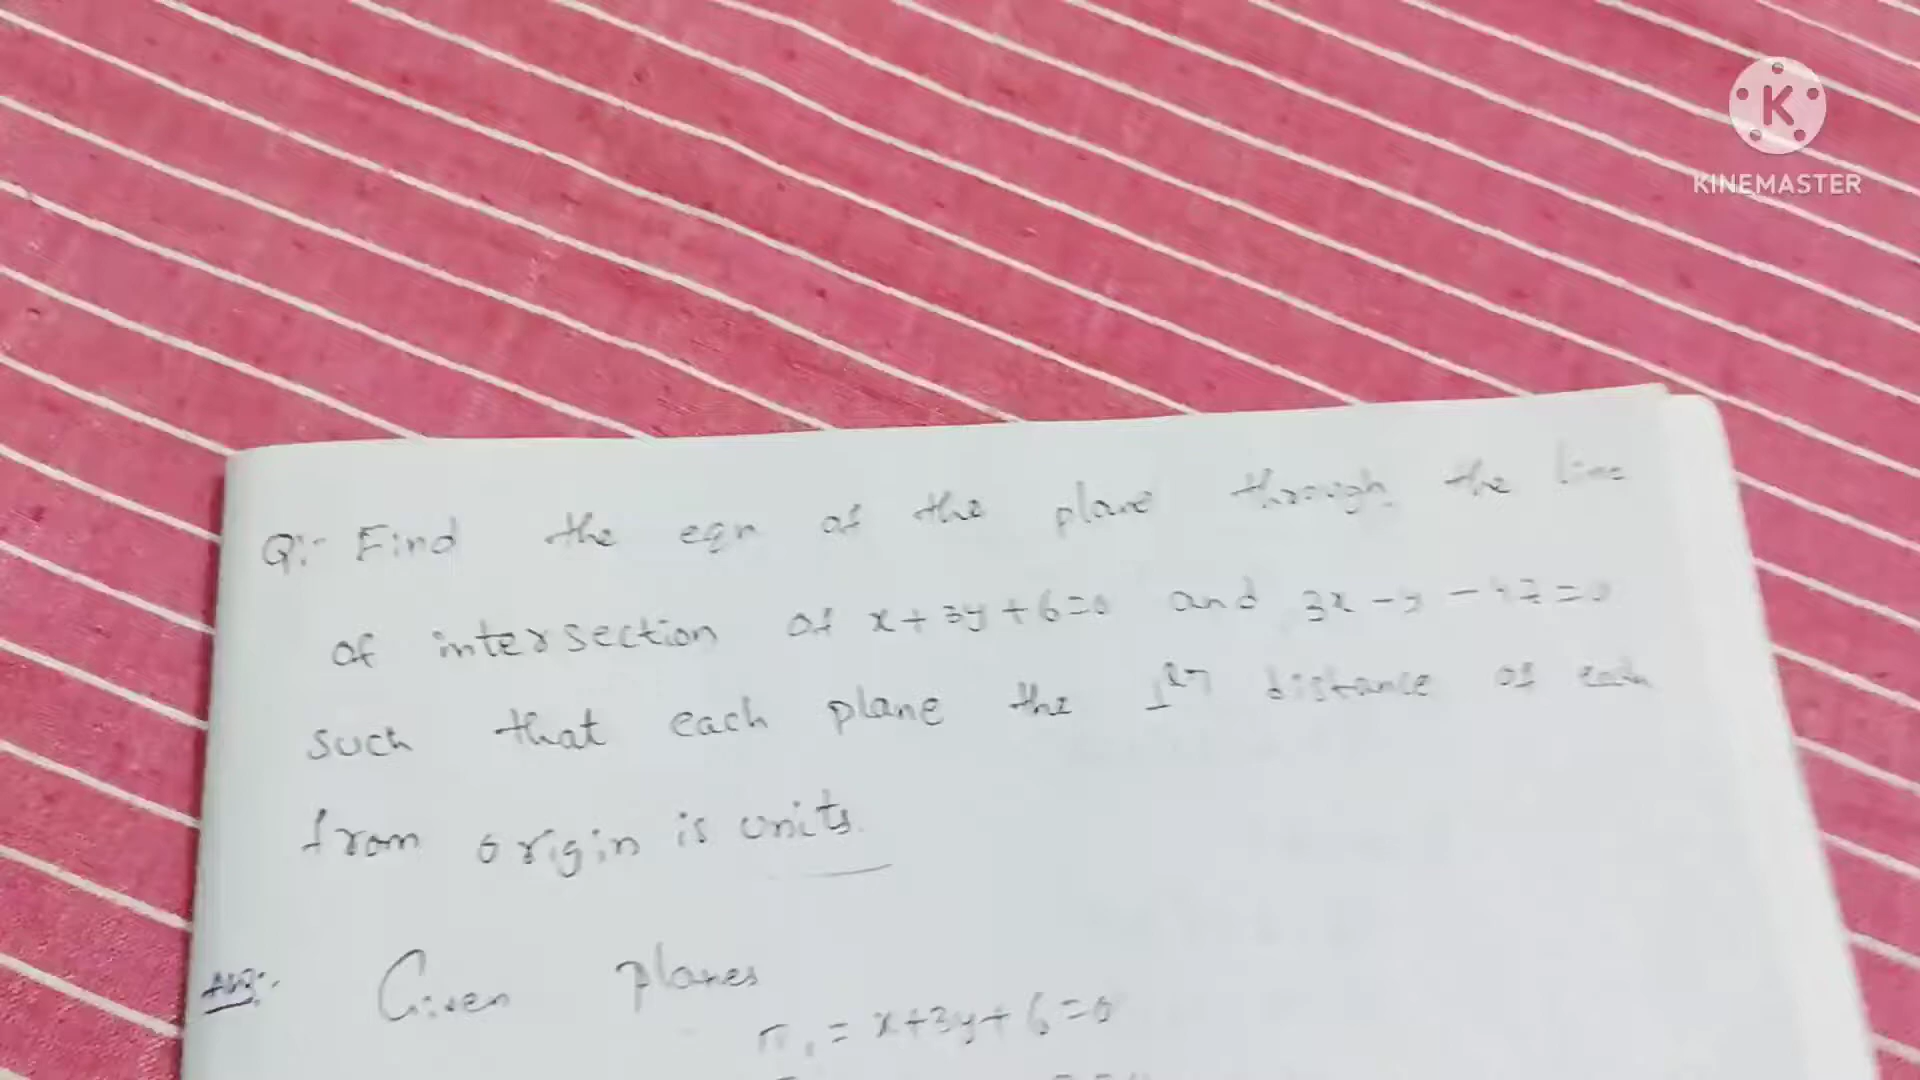 KINEMASTER
Q:- Find the eqn of the plane through the line
of intersection of x+3y+6=0 and 3x-y-4z=0
such that each plane the ⊥er distance of each
from origin is units.
Ans:- Given planes
π₁ = x+3y+6=0